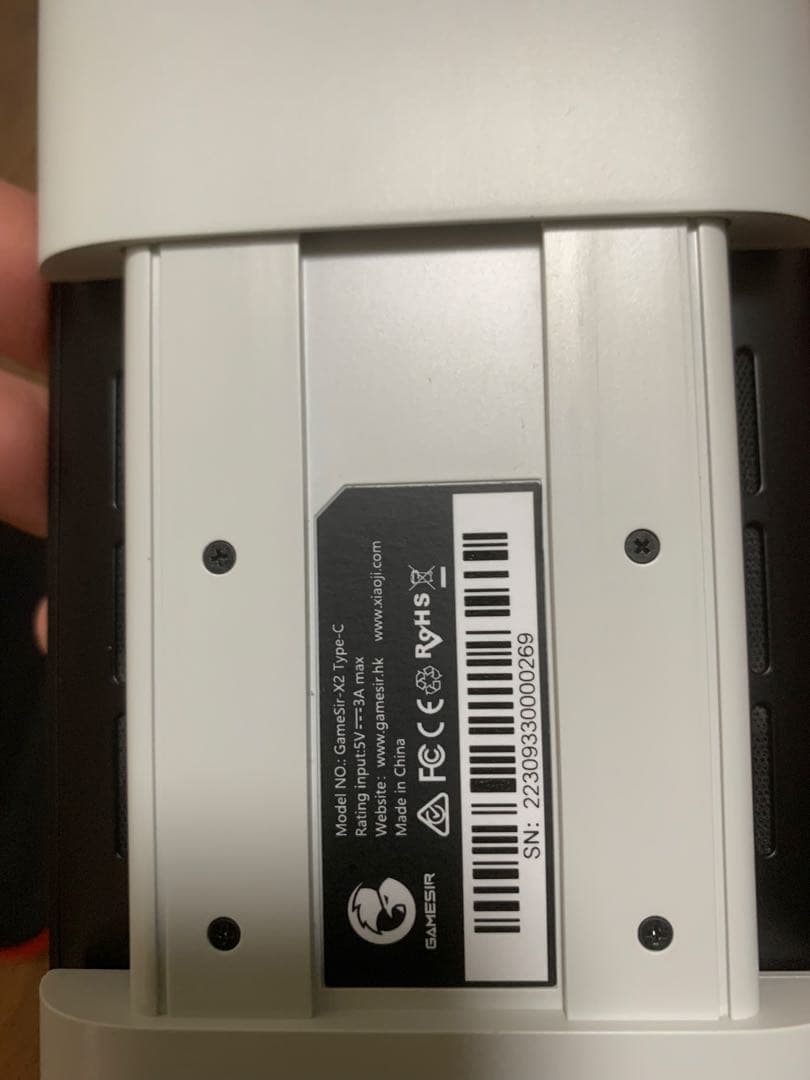 Model NO.: GameSir-X2 Type-C
Rating input:5V⎓3A max
Website: www.gamesir.hk www.xiaoji.com
Made in China
FC CE RoHS
GAMESIR
SN: 22309330000269